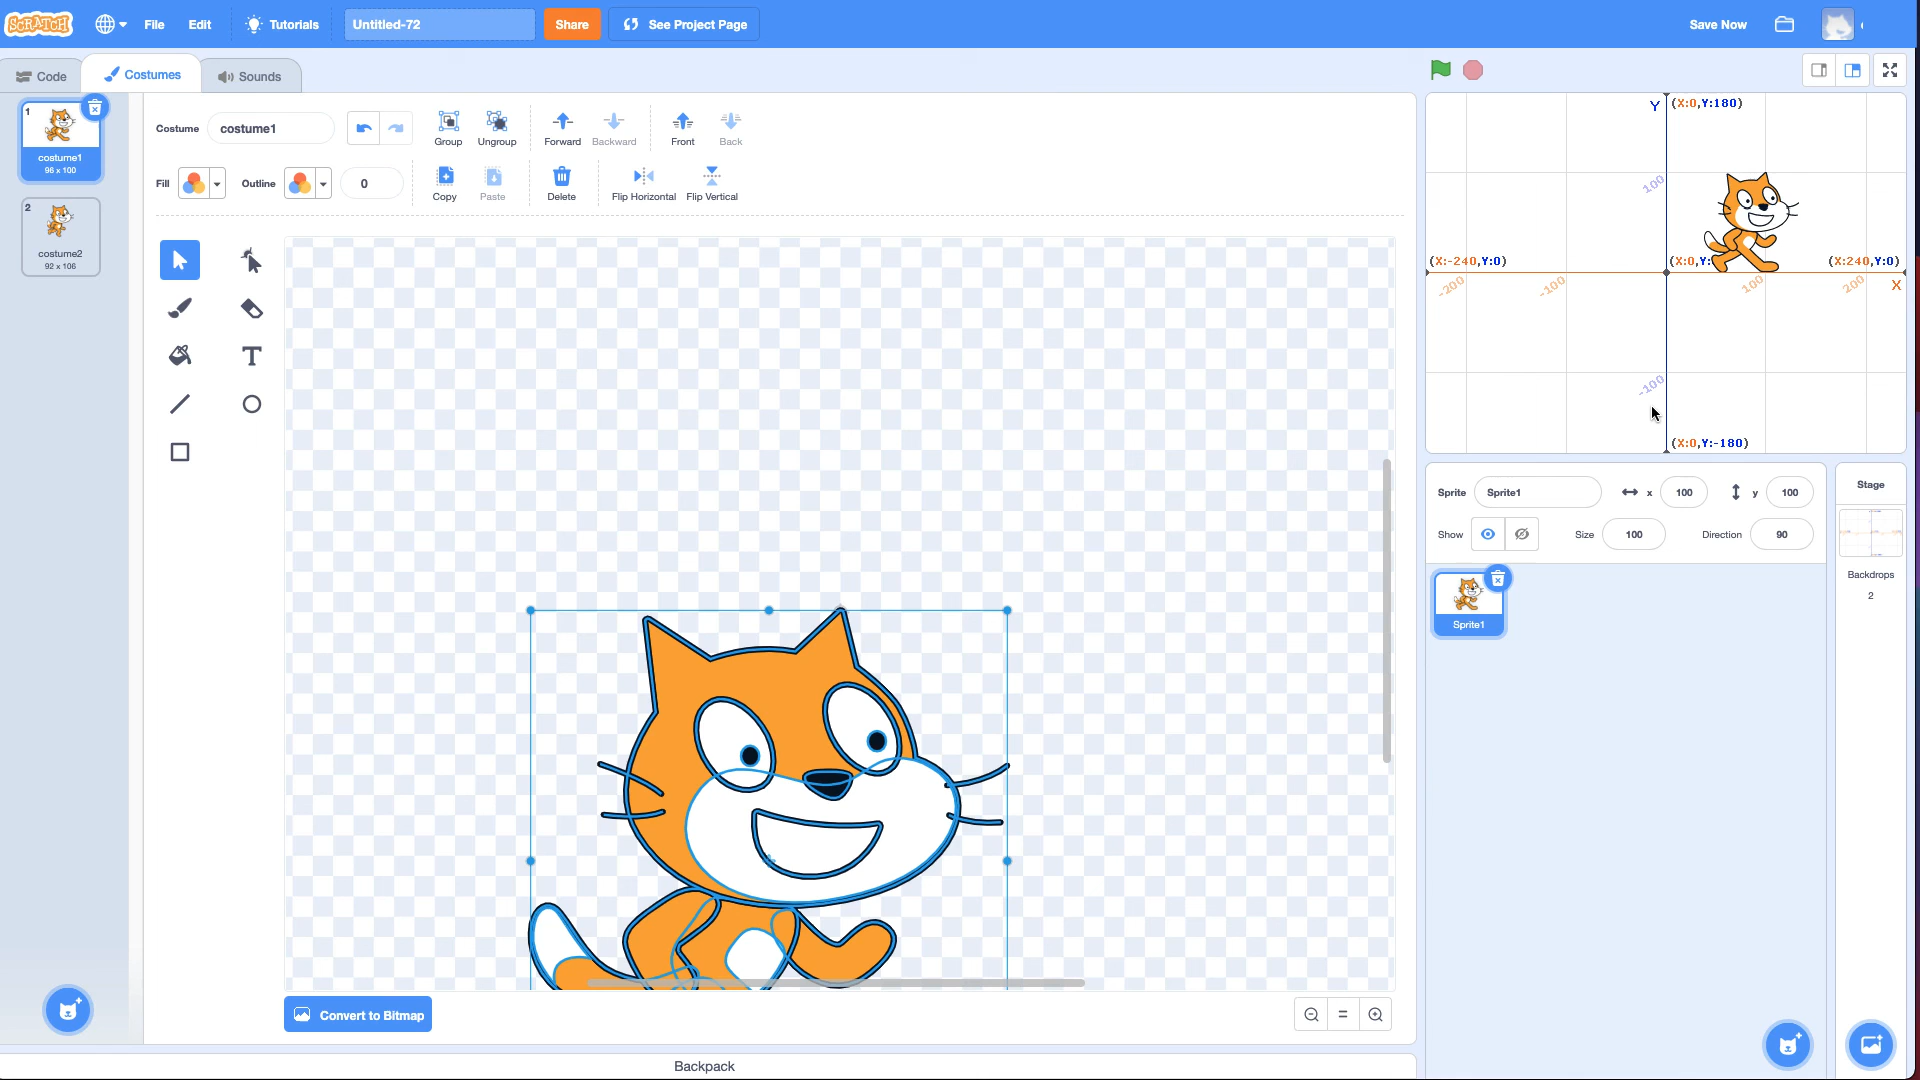 SCRATCH File Edit Tutorials Untitled-72 Share See Project Page Save Now
Code Costumes Sounds
1
costume1
96 x 100
2
costume2
92 x 106
Costume costume1 Group Ungroup Forward Backward Front Back
Fill Outline 0 Copy Paste Delete Flip Horizontal Flip Vertical
T
Convert to Bitmap
=
Backpack
Y (X:0,Y:180)
100
(X:-240,Y:0) (X:0,Y: (X:240,Y:0)
-200 -100 100 200 X
-100
(X:0,Y:-180)
Sprite Sprite1 x 100 y 100
Show Size 100 Direction 90
Sprite1
Stage
Backdrops
2